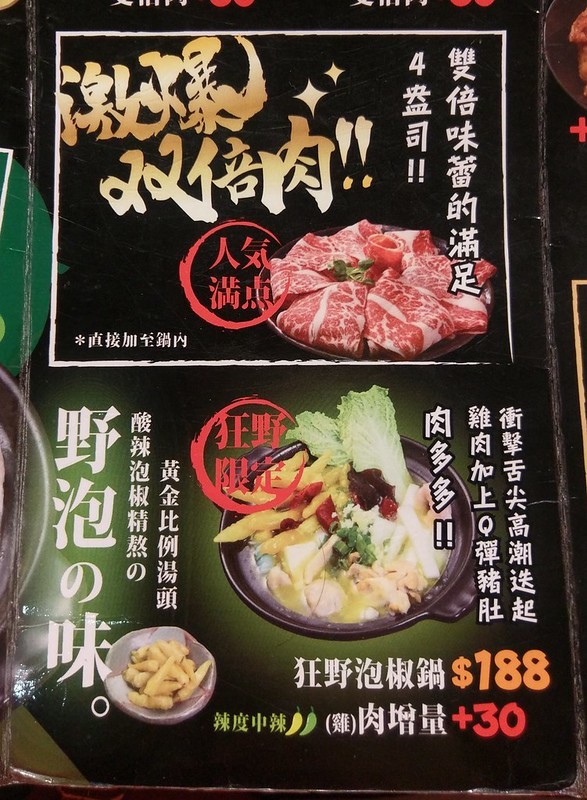 激爆
双倍肉!!
雙倍味蕾的滿足
4盎司!!
人気
満点
*直接加至鍋內
野泡の味。
酸辣泡椒精熬の
黃金比例湯頭
狂野
限定
衝擊舌尖高潮迭起
雞肉加上Q彈豬肚
肉多多!!
狂野泡椒鍋 $188
辣度中辣 (雞)肉增量+30